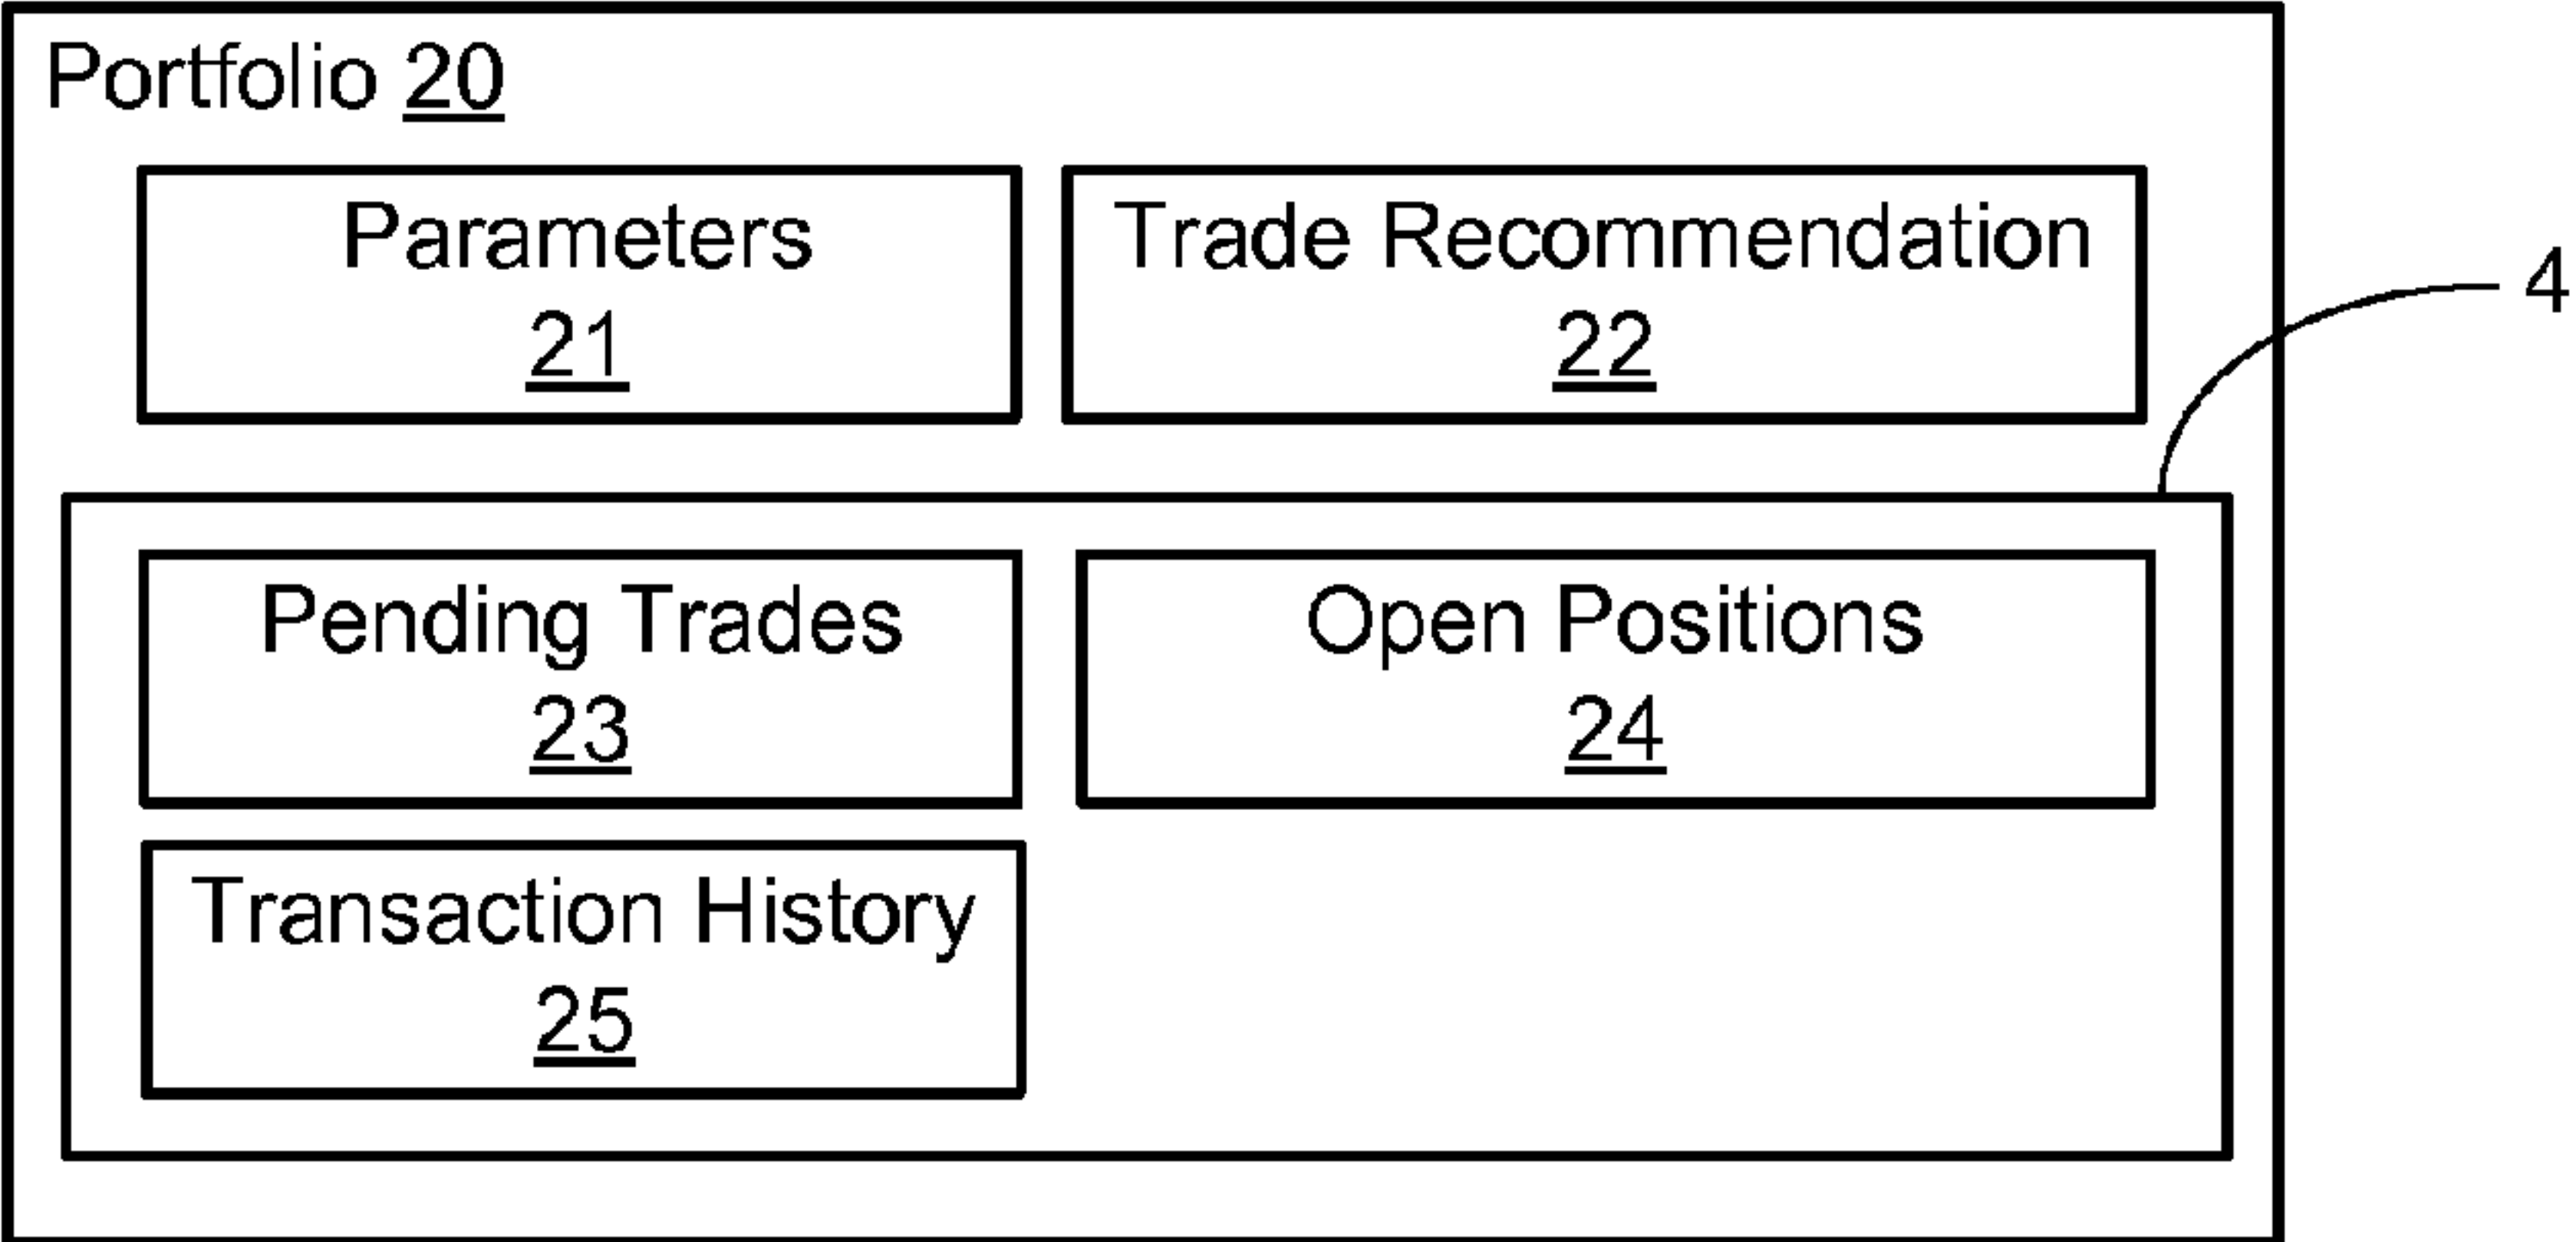 Portfolio 20
Parameters
21
Trade Recommendation
22
4
Pending Trades
23
Open Positions
24
Transaction History
25